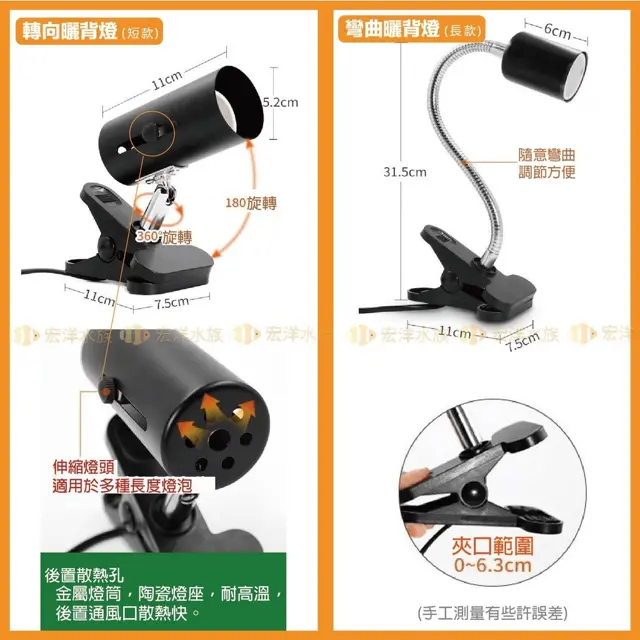 轉向曬背燈(短款)
11cm
5.2cm
180旋轉
360°旋轉
11cm
7.5cm
伸縮燈頭
適用於多種長度燈泡
後置散熱孔
金屬燈筒，陶瓷燈座，耐高溫，
後置通風口散熱快。
彎曲曬背燈(長款)
6cm
31.5cm
隨意彎曲
調節方便
11cm
7.5cm
宏洋水族 宏洋水族 宏洋水族 宏洋水族 宏洋
夾口範圍
0~6.3cm
(手工測量有些許誤差)